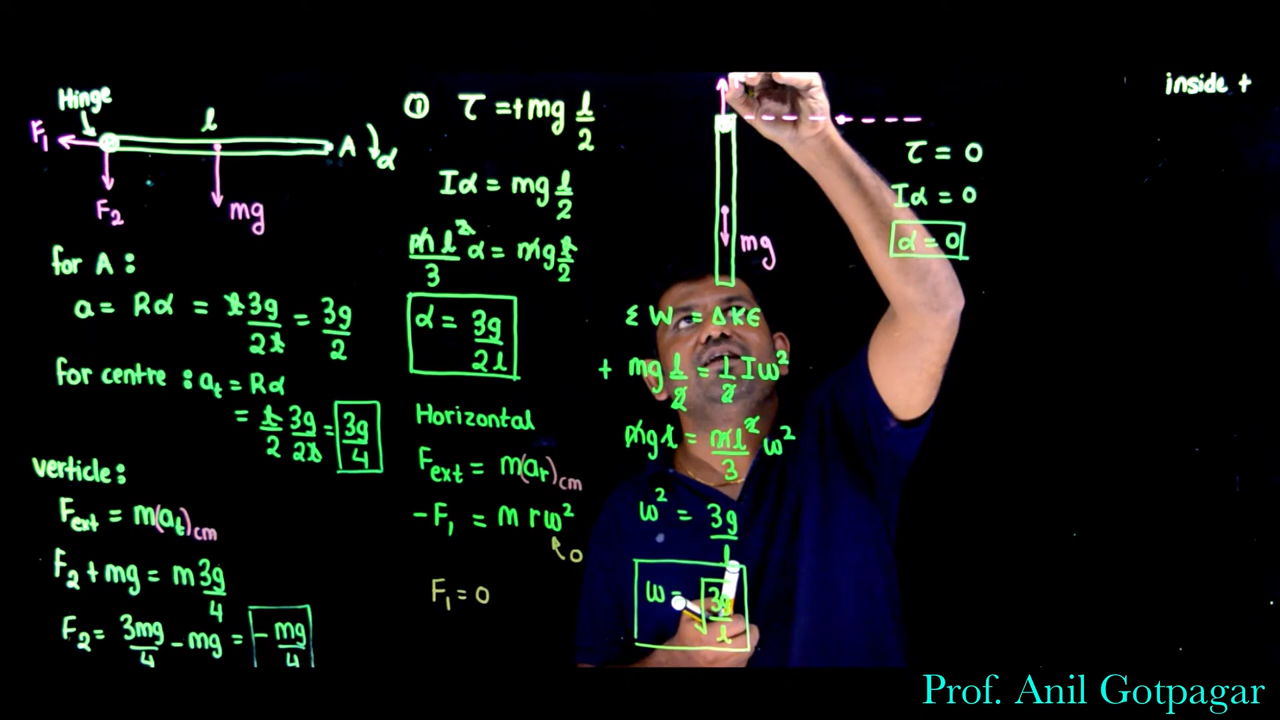 Hinge
l
F₁
A
α
F₂
mg
for A :
a = Rα = l 3g/2l = 3g/2
for centre : aₜ = Rα
= l/2 3g/2l = 3g/4
verticle :
Fext = m(aₜ)cm
F₂ + mg = m 3g/4
F₂ = 3mg/4 - mg = - mg/4
① τ = + mg l/2
Iα = mg l/2
ml²/3 α = mg l/2
α = 3g/2l
Horizontal
Fext = m(aᵣ)cm
- F₁ = m r ω²
0
F₁ = 0
mg
Σ W = Δ KE
+ mg l/2 = 1/2 I ω²
mgl = ml²/3 ω²
ω² = 3g/l
ω = √3g/l
inside +
τ = 0
Iα = 0
α = 0
Prof. Anil Gotpagar